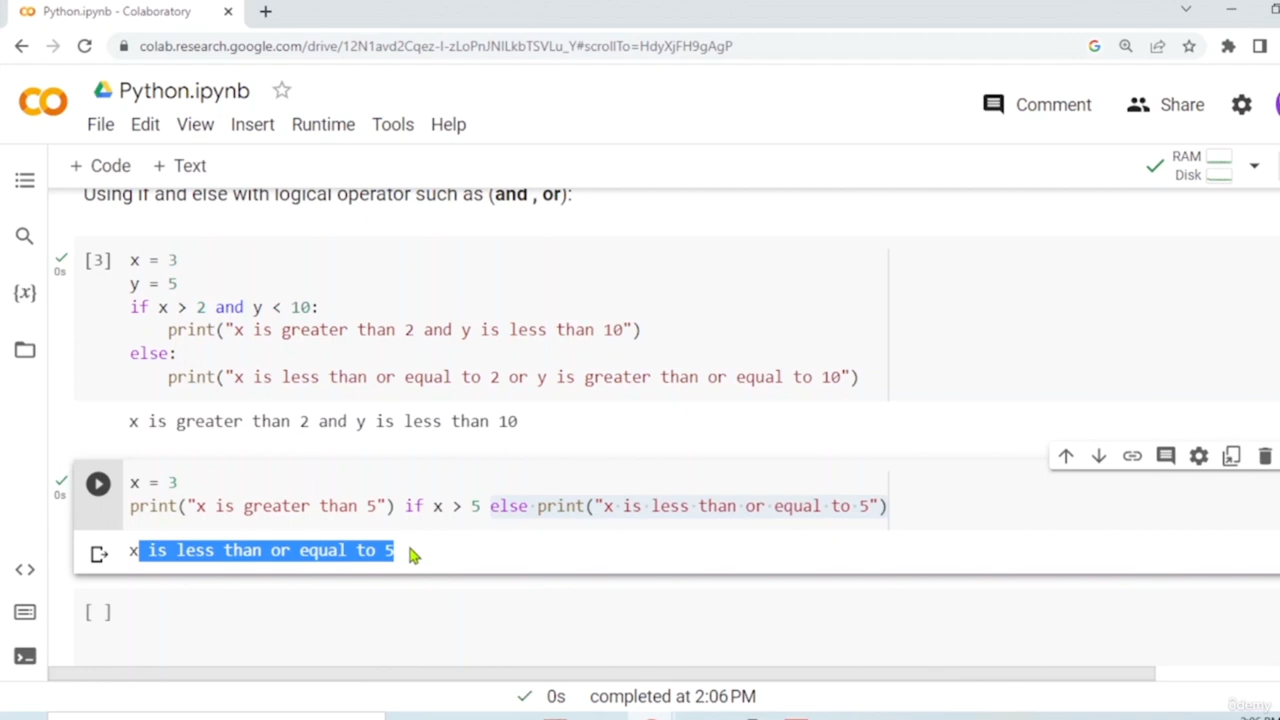 Python.ipynb - Colaboratory
colab.research.google.com/drive/12N1avd2Cqez-I-zLoPnJNILkbTSVLu_Y#scrollTo=HdyXjFH9gAgP
Python.ipynb
Comment
Share
File Edit View Insert Runtime Tools Help
+ Code + Text
RAM
Disk
Using if and else with logical operator such as (and , or):
[3] x = 3
y = 5
if x > 2 and y < 10:
print("x is greater than 2 and y is less than 10")
else:
print("x is less than or equal to 2 or y is greater than or equal to 10")
0s
x is greater than 2 and y is less than 10
x = 3
print("x is greater than 5") if x > 5 else print("x is less than or equal to 5")
0s
x is less than or equal to 5
[ ]
0s completed at 2:06 PM
ûdemy